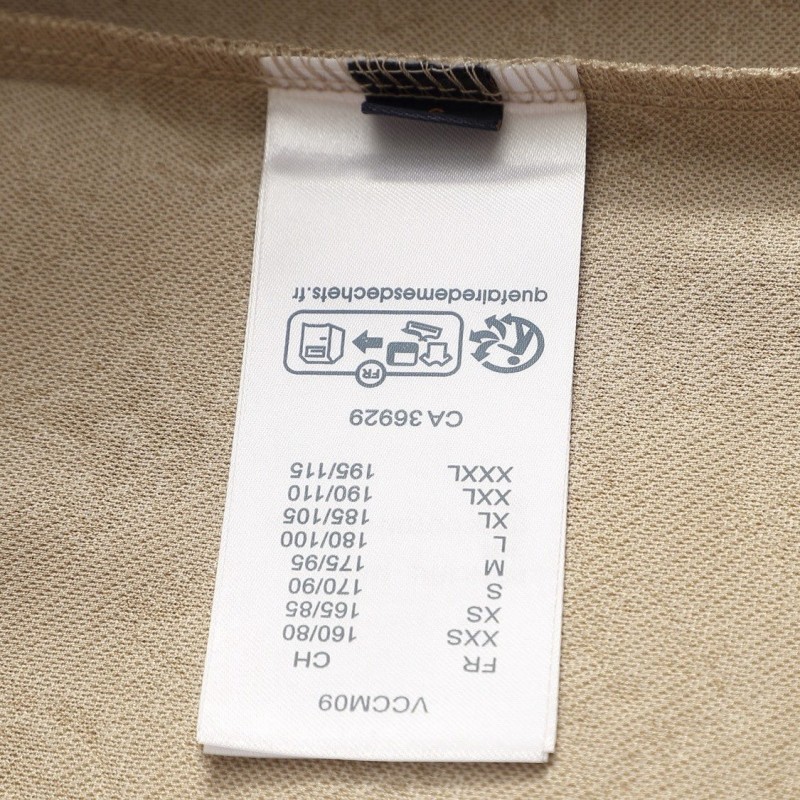 VCCM09
FR CH
XXS 160/80
XS 165/85
S 170/90
M 175/95
L 180/100
XL 185/105
XXL 190/110
XXXL 195/115
CA 36929
FR
quefairedemesdechets.fr